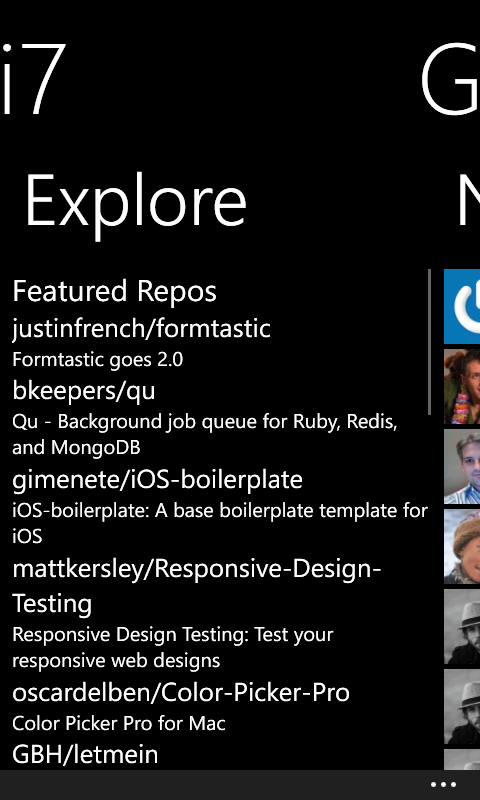 i7 G
Explore N
Featured Repos
justinfrench/formtastic
Formtastic goes 2.0
bkeepers/qu
Qu - Background job queue for Ruby, Redis,
and MongoDB
gimenete/iOS-boilerplate
iOS-boilerplate: A base boilerplate template for
iOS
mattkersley/Responsive-Design-
Testing
Responsive Design Testing: Test your
responsive web designs
oscardelben/Color-Picker-Pro
Color Picker Pro for Mac
GBH/letmein